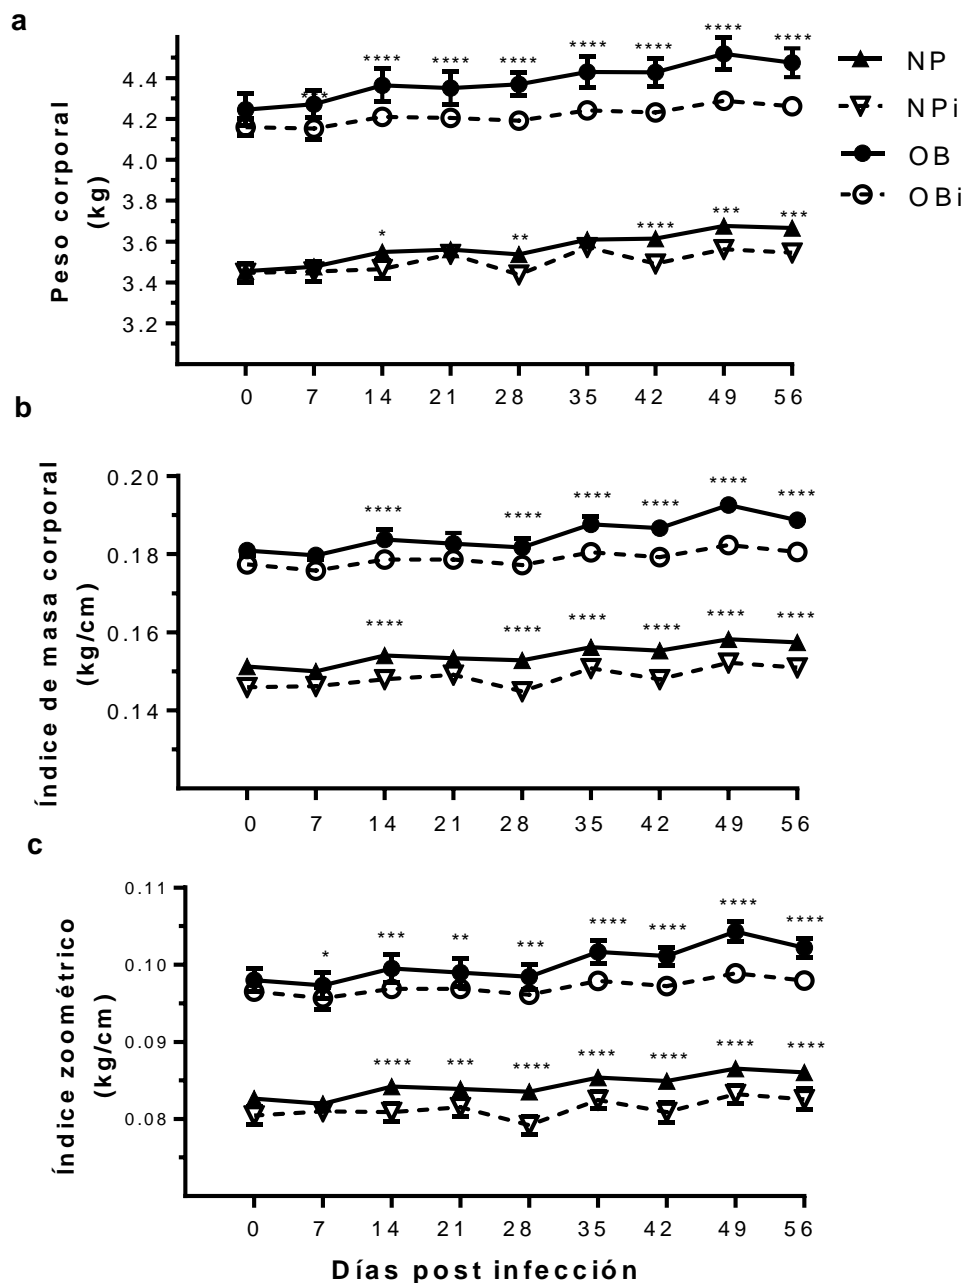 a
**** **** **** **** **** **** ****
4.4
4.2
4.0
3.8
3.6
3.4
3.2
***
* ** **** *** ***
Peso corporal
(kg)
0 7 14 21 28 35 42 49 56
NP
NPi
OB
OBi
b
0.20
0.18
0.16
0.14
**** **** **** **** **** ****
**** **** **** **** **** ****
Índice de masa corporal
(kg/cm)
0 7 14 21 28 35 42 49 56
c
0.11
0.10
0.09
0.08
* *** ** *** **** **** **** ****
**** *** **** **** **** **** ****
Índice zoométrico
(kg/cm)
0 7 14 21 28 35 42 49 56
Días post infección